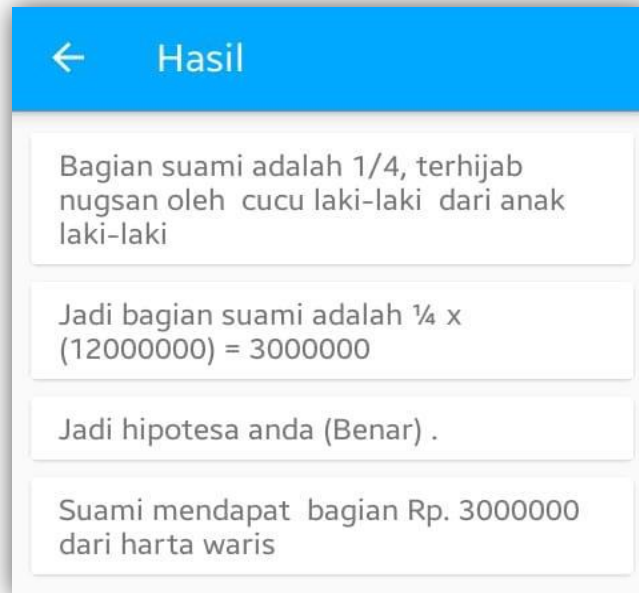 Hasil
Bagian suami adalah 1/4, terhijab
nugsan oleh cucu laki-laki dari anak
laki-laki
Jadi bagian suami adalah ¼ x
(12000000) = 3000000
Jadi hipotesa anda (Benar) .
Suami mendapat bagian Rp. 3000000
dari harta waris